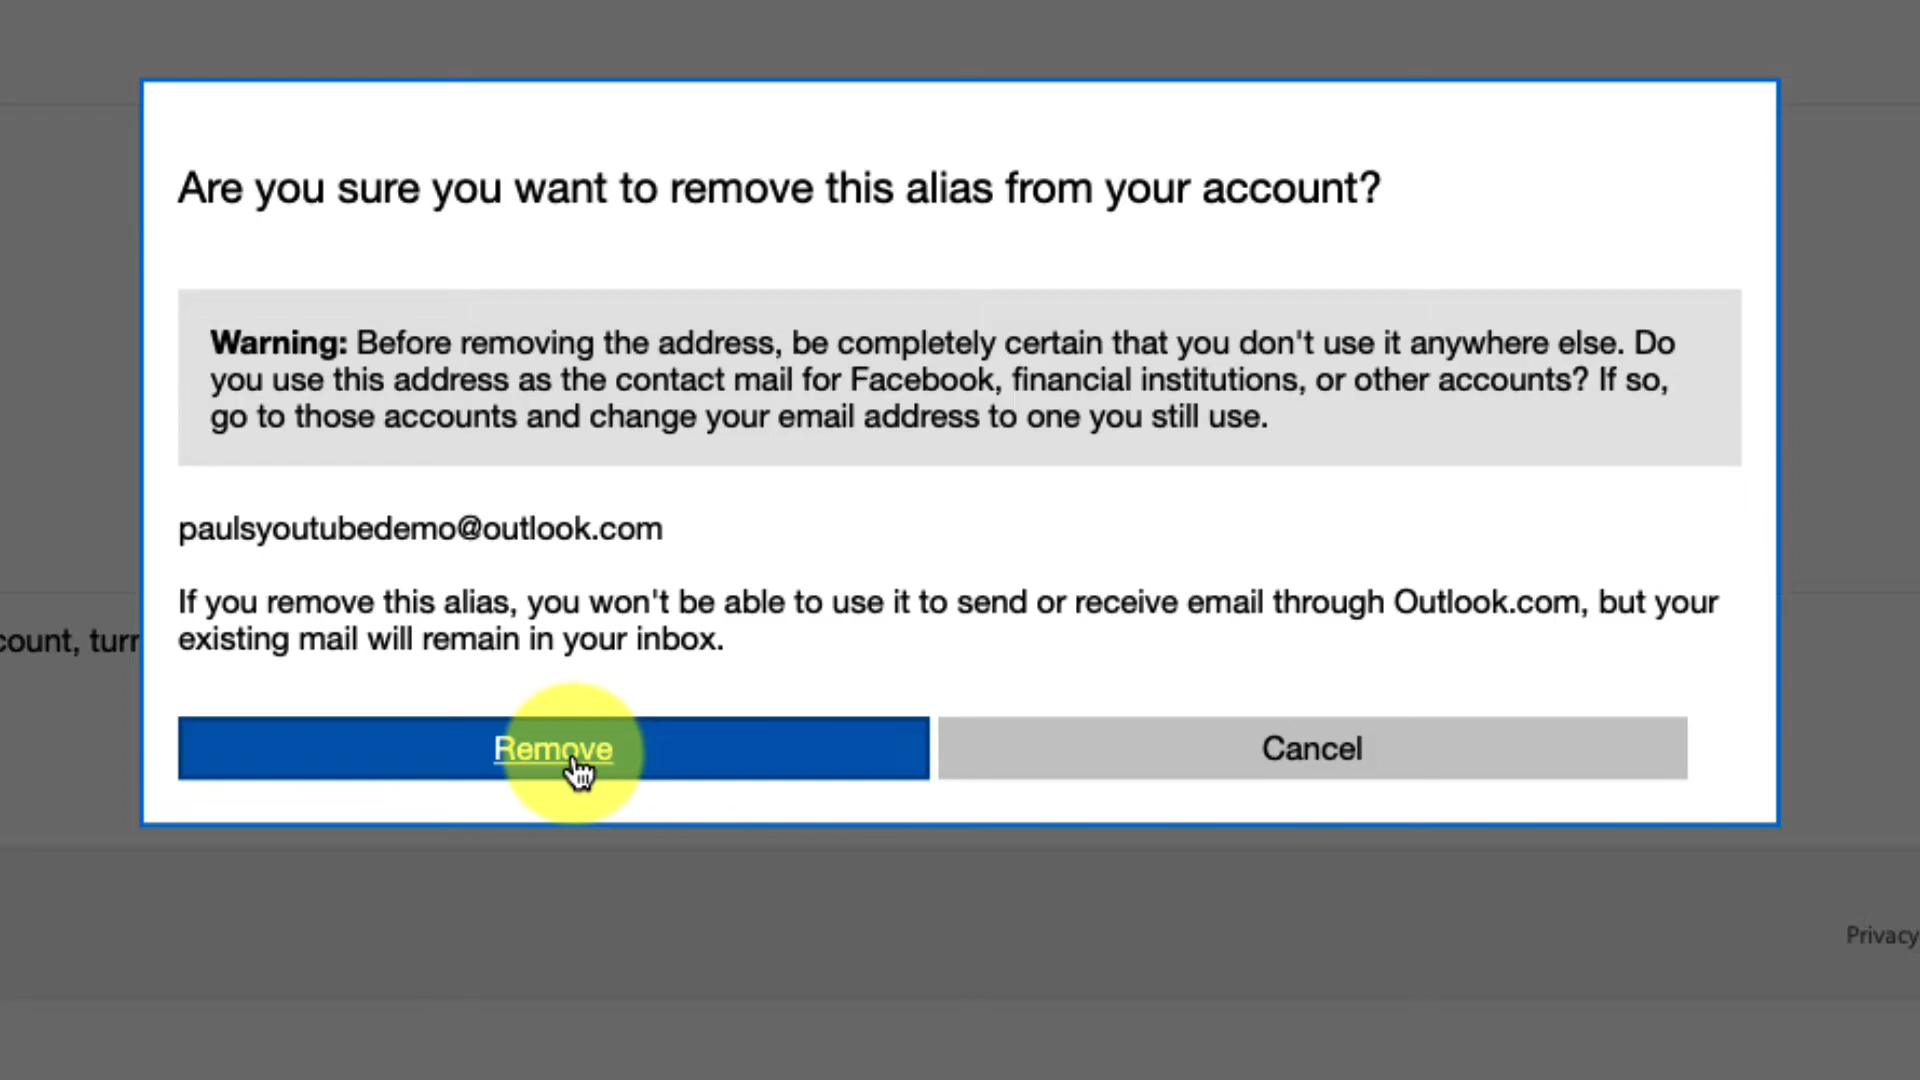 Are you sure you want to remove this alias from your account?
Warning: Before removing the address, be completely certain that you don't use it anywhere else. Do
you use this address as the contact mail for Facebook, financial institutions, or other accounts? If so,
go to those accounts and change your email address to one you still use.
paulsyoutubedemo@outlook.com
If you remove this alias, you won't be able to use it to send or receive email through Outlook.com, but your
existing mail will remain in your inbox.
count, turn
Remove
Cancel
Privacy